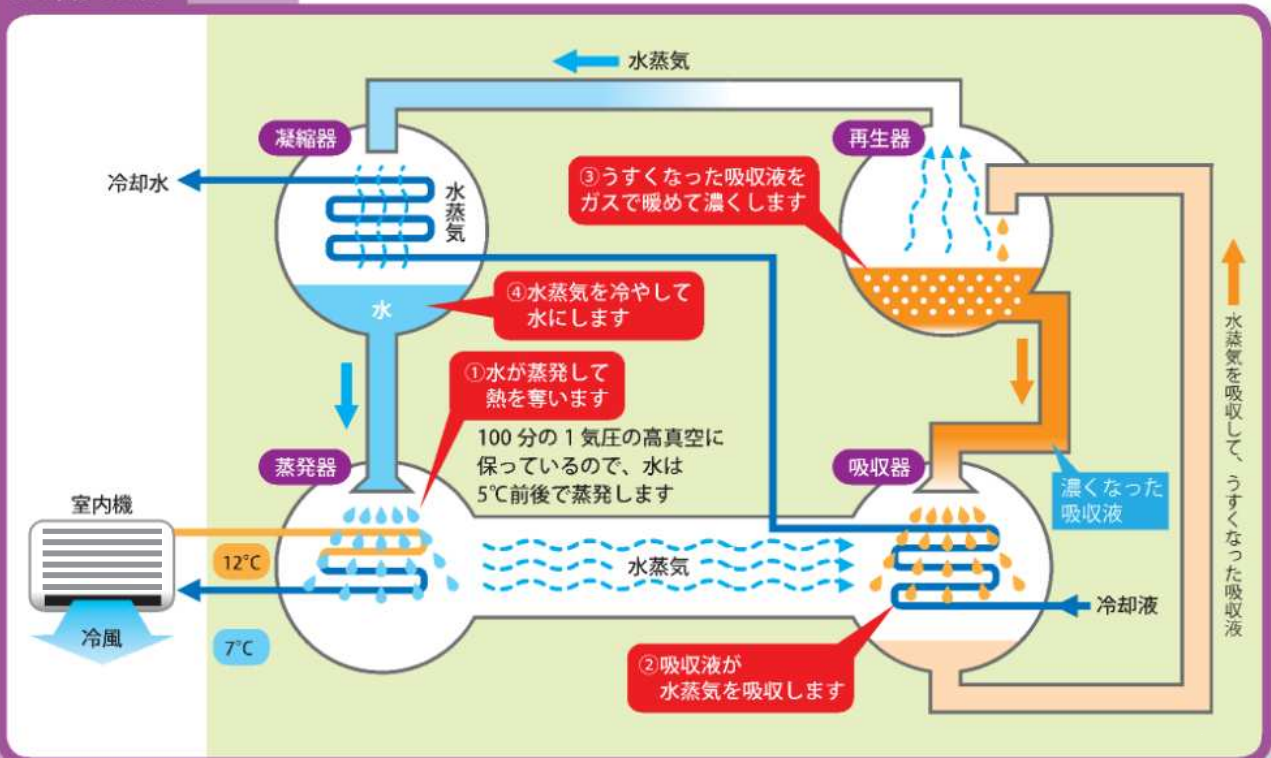 水蒸気
凝縮器
再生器
冷却水
水蒸気
③うすくなった吸収液を
ガスで暖めて濃くします
④水蒸気を冷やして
水にします
水
①水が蒸発して
熱を奪います
100分の1気圧の高真空に
保っているので、水は
5℃前後で蒸発します
蒸発器
吸収器
濃くなった
吸収液
水蒸気を吸収して、うすくなった吸収液
室内機
12℃
水蒸気
冷却液
冷風
7℃
②吸収液が
水蒸気を吸収します